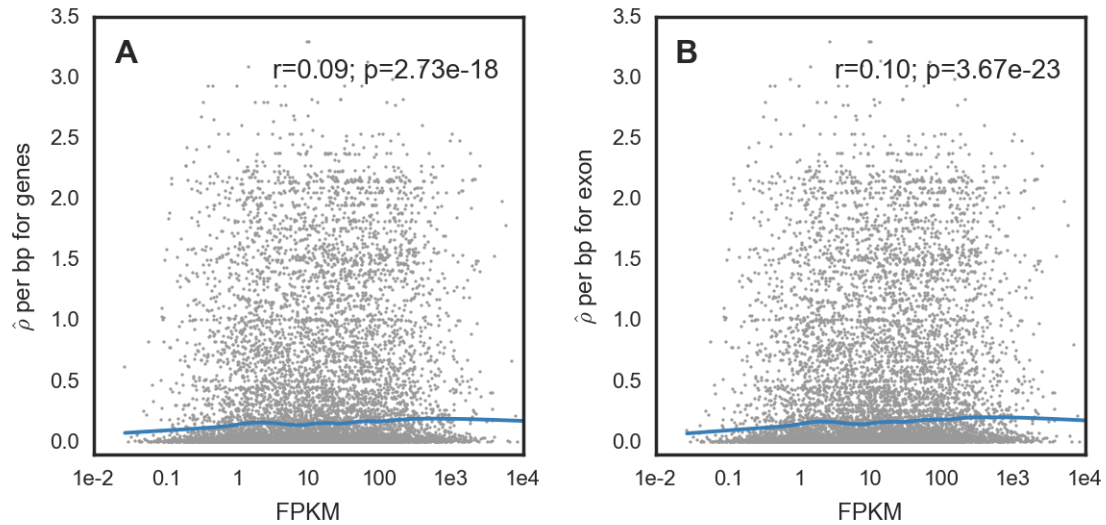 A
r=0.09; p=2.73e-18
3.5
3.0
2.5
2.0
1.5
1.0
0.5
0.0
ρ̂ per bp for genes
1e-2 0.1 1 10 100 1e3 1e4
FPKM
B
r=0.10; p=3.67e-23
3.5
3.0
2.5
2.0
1.5
1.0
0.5
0.0
ρ̂ per bp for exon
1e-2 0.1 1 10 100 1e3 1e4
FPKM